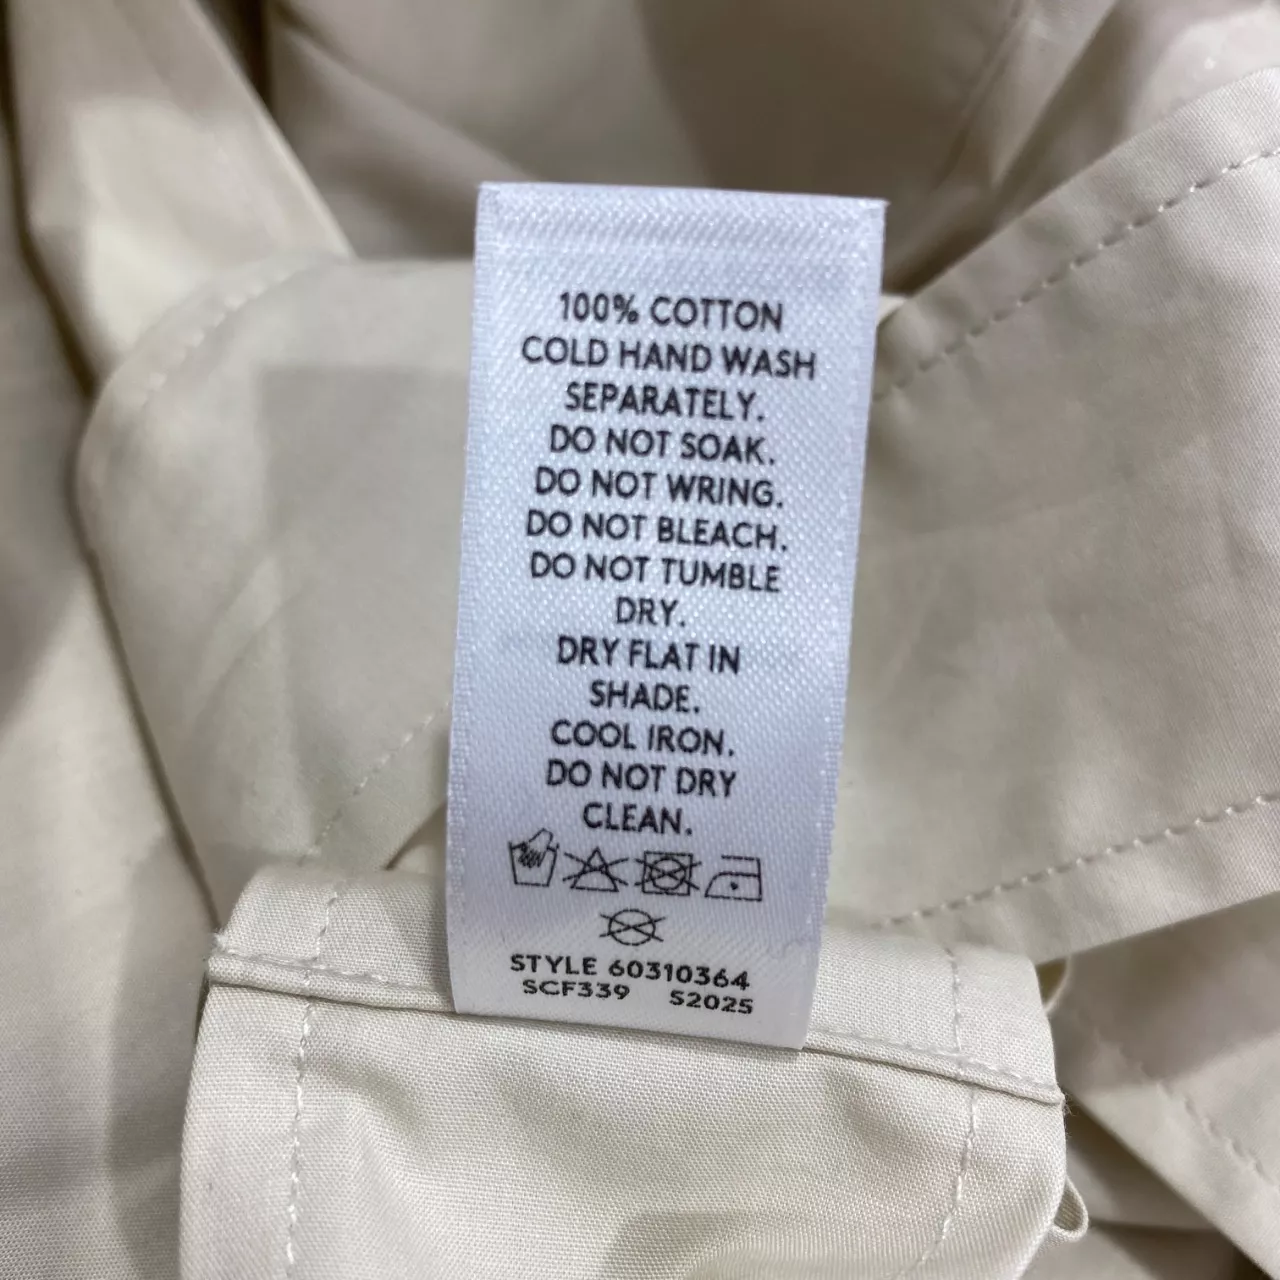 100% COTTON
COLD HAND WASH
SEPARATELY.
DO NOT SOAK.
DO NOT WRING.
DO NOT BLEACH.
DO NOT TUMBLE
DRY.
DRY FLAT IN
SHADE.
COOL IRON.
DO NOT DRY
CLEAN.
STYLE 60310364
SCF339 S2025